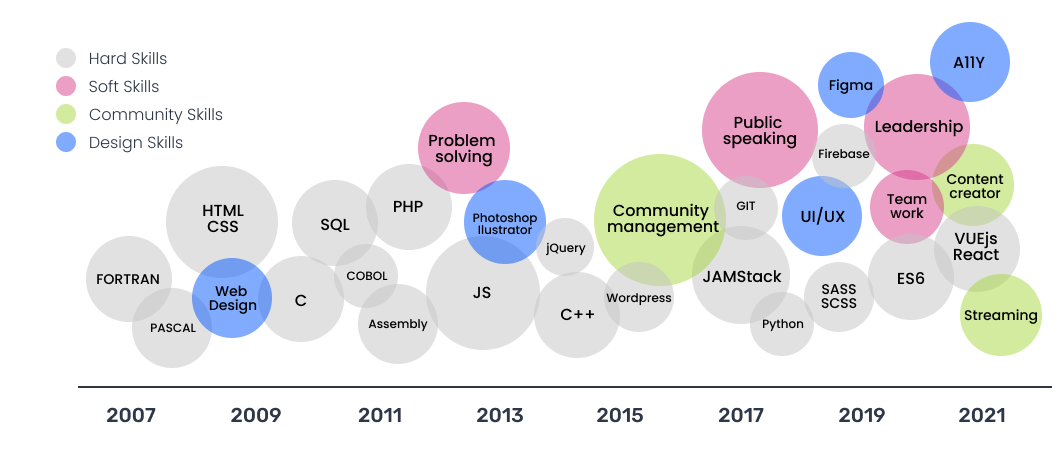 Hard Skills
Soft Skills
Community Skills
Design Skills
FORTRAN
PASCAL
HTML
CSS
Web
Design
C
SQL
COBOL
PHP
Assembly
Problem
solving
Photoshop
Ilustrator
JS
jQuery
C++
Community
management
Wordpress
Public
speaking
GIT
JAMStack
Python
Figma
Firebase
UI/UX
SASS
SCSS
Leadership
Team
work
ES6
A11Y
Content
creator
VUEjs
React
Streaming
2007
2009
2011
2013
2015
2017
2019
2021